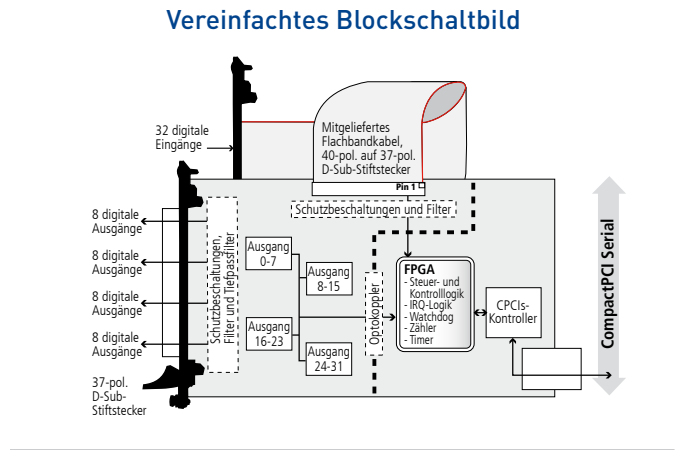 Vereinfachtes Blockschaltbild
32 digitale
Eingänge
Mitgeliefertes
Flachbandkabel,
40-pol. auf 37-pol.
D-Sub-Stiftstecker
Pin 1
Schutzbeschaltungen und Filter
8 digitale
Ausgänge
8 digitale
Ausgänge
8 digitale
Ausgänge
8 digitale
Ausgänge
37-pol.
D-Sub-
Stiftstecker
Schutzbeschaltungen,
Filter und Tiefpassfilter
Ausgang
0-7
Ausgang
8-15
Ausgang
16-23
Ausgang
24-31
Optokoppler
FPGA
- Steuer- und
Kontrolllogik
- IRQ-Logik
- Watchdog
- Zähler
- Timer
CPCIs-
Kontroller
CompactPCI Serial